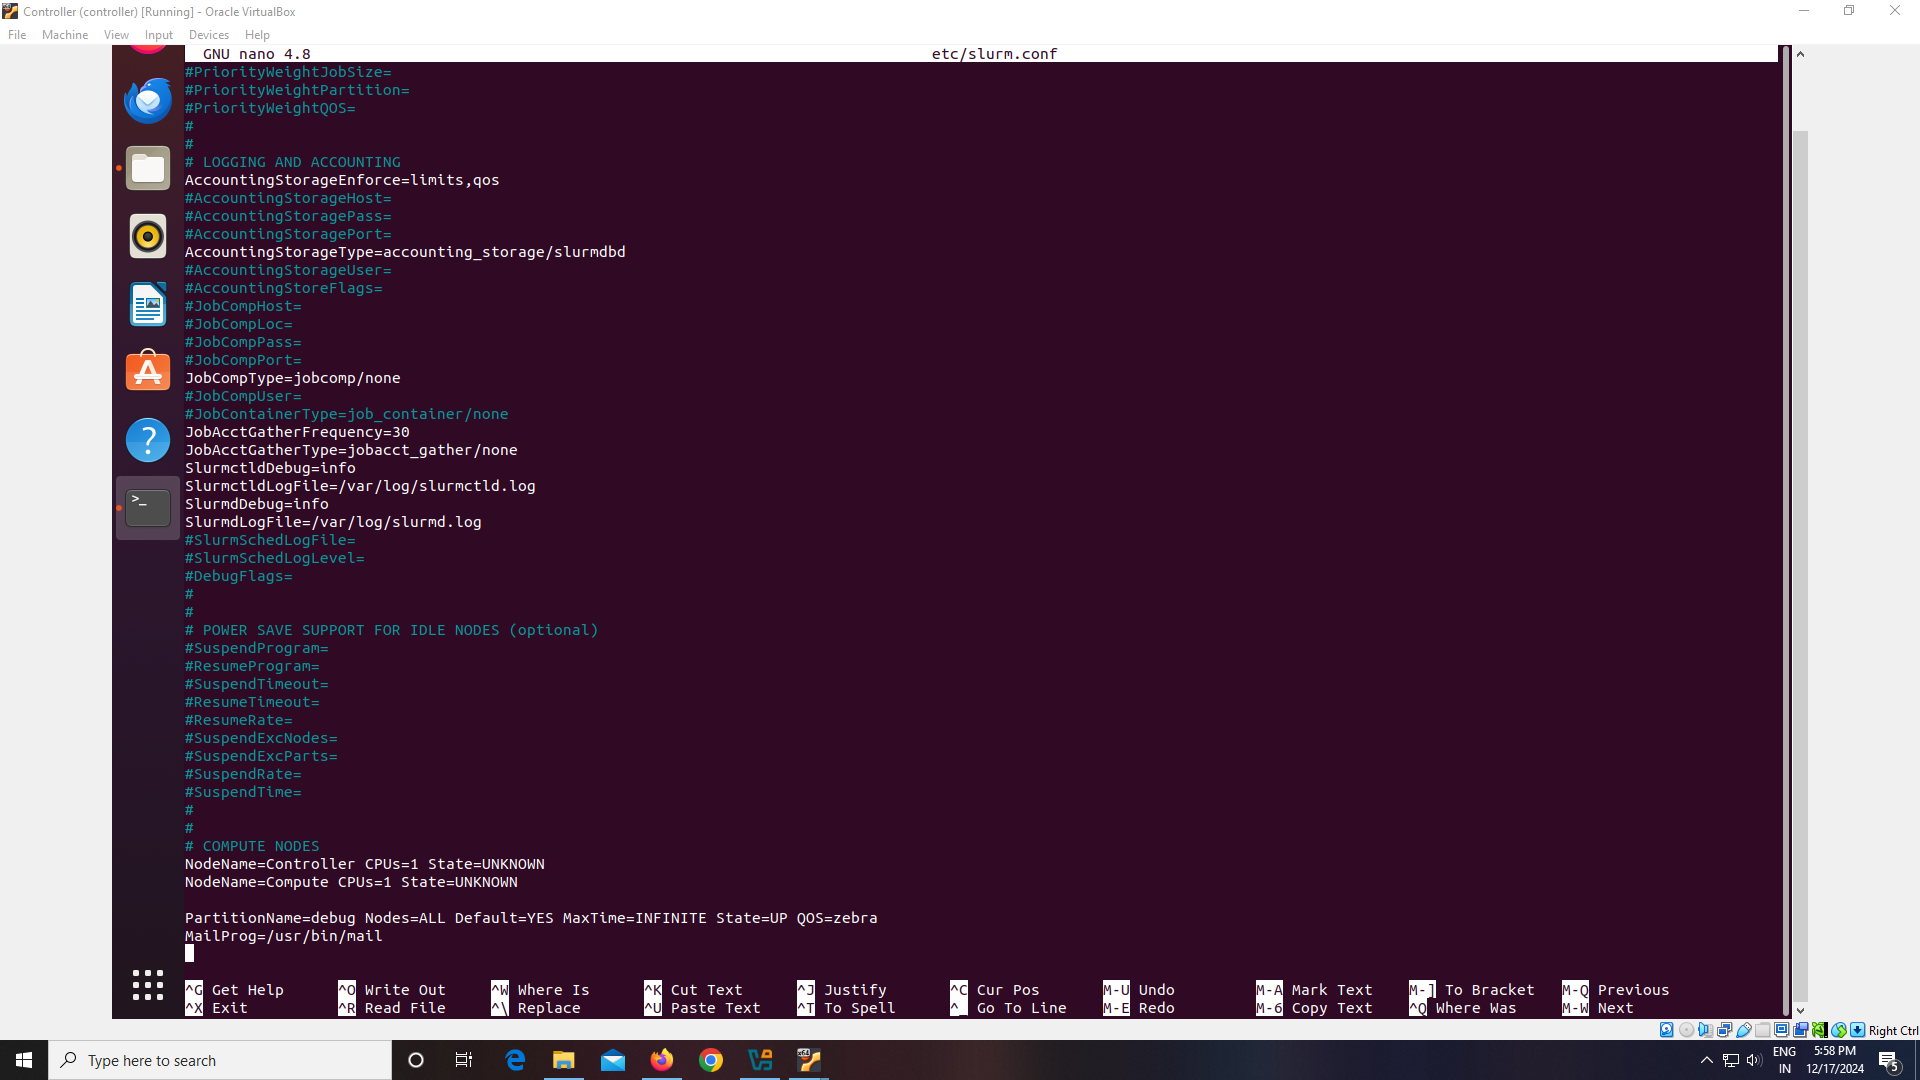 Controller (controller) [Running] - Oracle VirtualBox
File Machine View Input Devices Help
GNU nano 4.8 etc/slurm.conf
#PriorityWeightJobSize=
#PriorityWeightPartition=
#PriorityWeightQOS=
#
#
# LOGGING AND ACCOUNTING
AccountingStorageEnforce=limits,qos
#AccountingStorageHost=
#AccountingStoragePass=
#AccountingStoragePort=
AccountingStorageType=accounting_storage/slurmdbd
#AccountingStorageUser=
#AccountingStoreFlags=
#JobCompHost=
#JobCompLoc=
#JobCompPass=
#JobCompPort=
JobCompType=jobcomp/none
#JobCompUser=
#JobContainerType=job_container/none
JobAcctGatherFrequency=30
JobAcctGatherType=jobacct_gather/none
SlurmctldDebug=info
SlurmctldLogFile=/var/log/slurmctld.log
SlurmdDebug=info
SlurmdLogFile=/var/log/slurmd.log
#SlurmSchedLogFile=
#SlurmSchedLogLevel=
#DebugFlags=
#
#
# POWER SAVE SUPPORT FOR IDLE NODES (optional)
#SuspendProgram=
#ResumeProgram=
#SuspendTimeout=
#ResumeTimeout=
#ResumeRate=
#SuspendExcNodes=
#SuspendExcParts=
#SuspendRate=
#SuspendTime=
#
#
# COMPUTE NODES
NodeName=Controller CPUs=1 State=UNKNOWN
NodeName=Compute CPUs=1 State=UNKNOWN
PartitionName=debug Nodes=ALL Default=YES MaxTime=INFINITE State=UP QOS=zebra
MailProg=/usr/bin/mail
^G Get Help ^O Write Out ^W Where Is ^K Cut Text ^J Justify ^C Cur Pos M-U Undo M-A Mark Text M-] To Bracket M-Q Previous
^X Exit ^R Read File ^\ Replace ^U Paste Text ^T To Spell ^_ Go To Line M-E Redo M-6 Copy Text ^Q Where Was M-W Next
Right Ctrl
Type here to search
ENG
IN
5:58 PM
12/17/2024
5